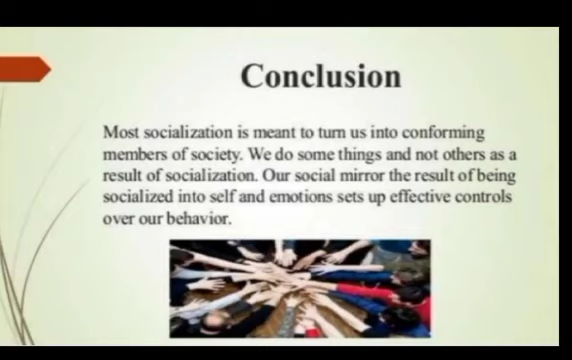 Conclusion
Most socialization is meant to turn us into conforming
members of society. We do some things and not others as a
result of socialization. Our social mirror the result of being
socialized into self and emotions sets up effective controls
over our behavior.